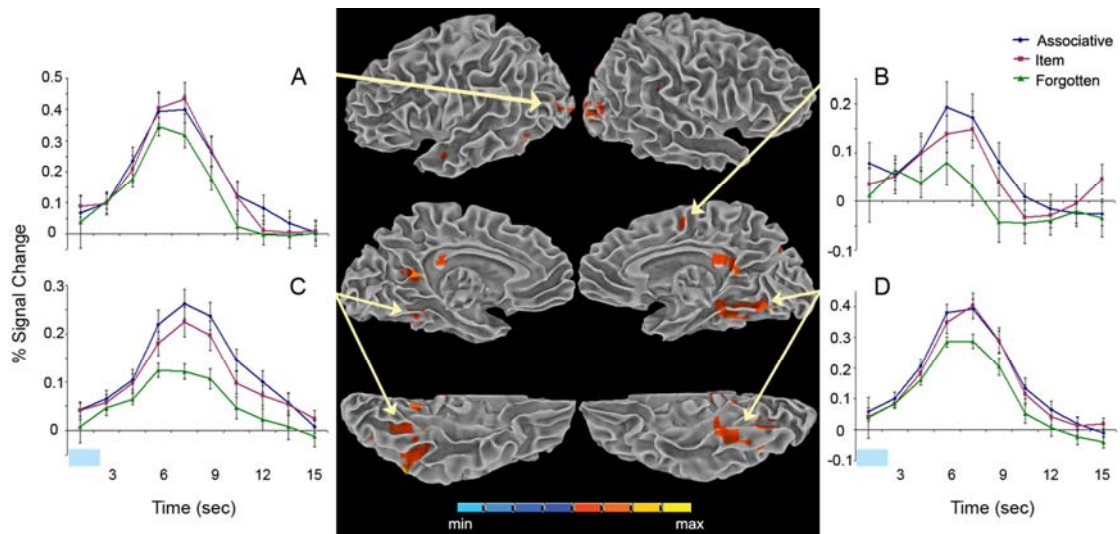 A
% Signal Change
0.5
0.4
0.3
0.2
0.1
0
C
0.3
0.2
0.1
0
3 6 9 12 15
Time (sec)
min max
B
Associative
Item
Forgotten
0.2
0.1
0
-0.1
D
0.4
0.3
0.2
0.1
0
-0.1
3 6 9 12 15
Time (sec)